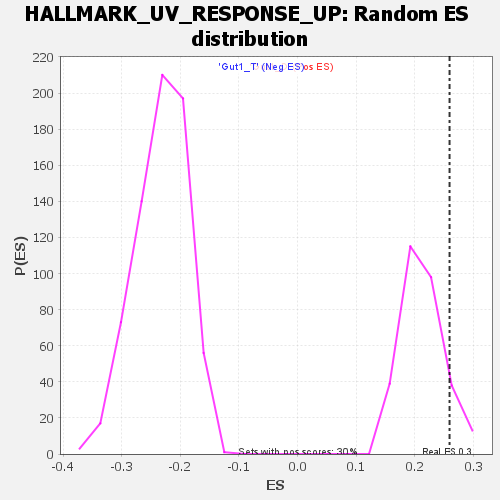 HALLMARK_UV_RESPONSE_UP: Random ES
distribution
'Gut1_T' (Neg ES) os ES)
P(ES)
220
200
180
160
140
120
100
80
60
40
20
0
Sets with pos scores: 30%
Real ES 0.3
-0.4 -0.3 -0.2 -0.1 0.0 0.1 0.2 0.3
ES